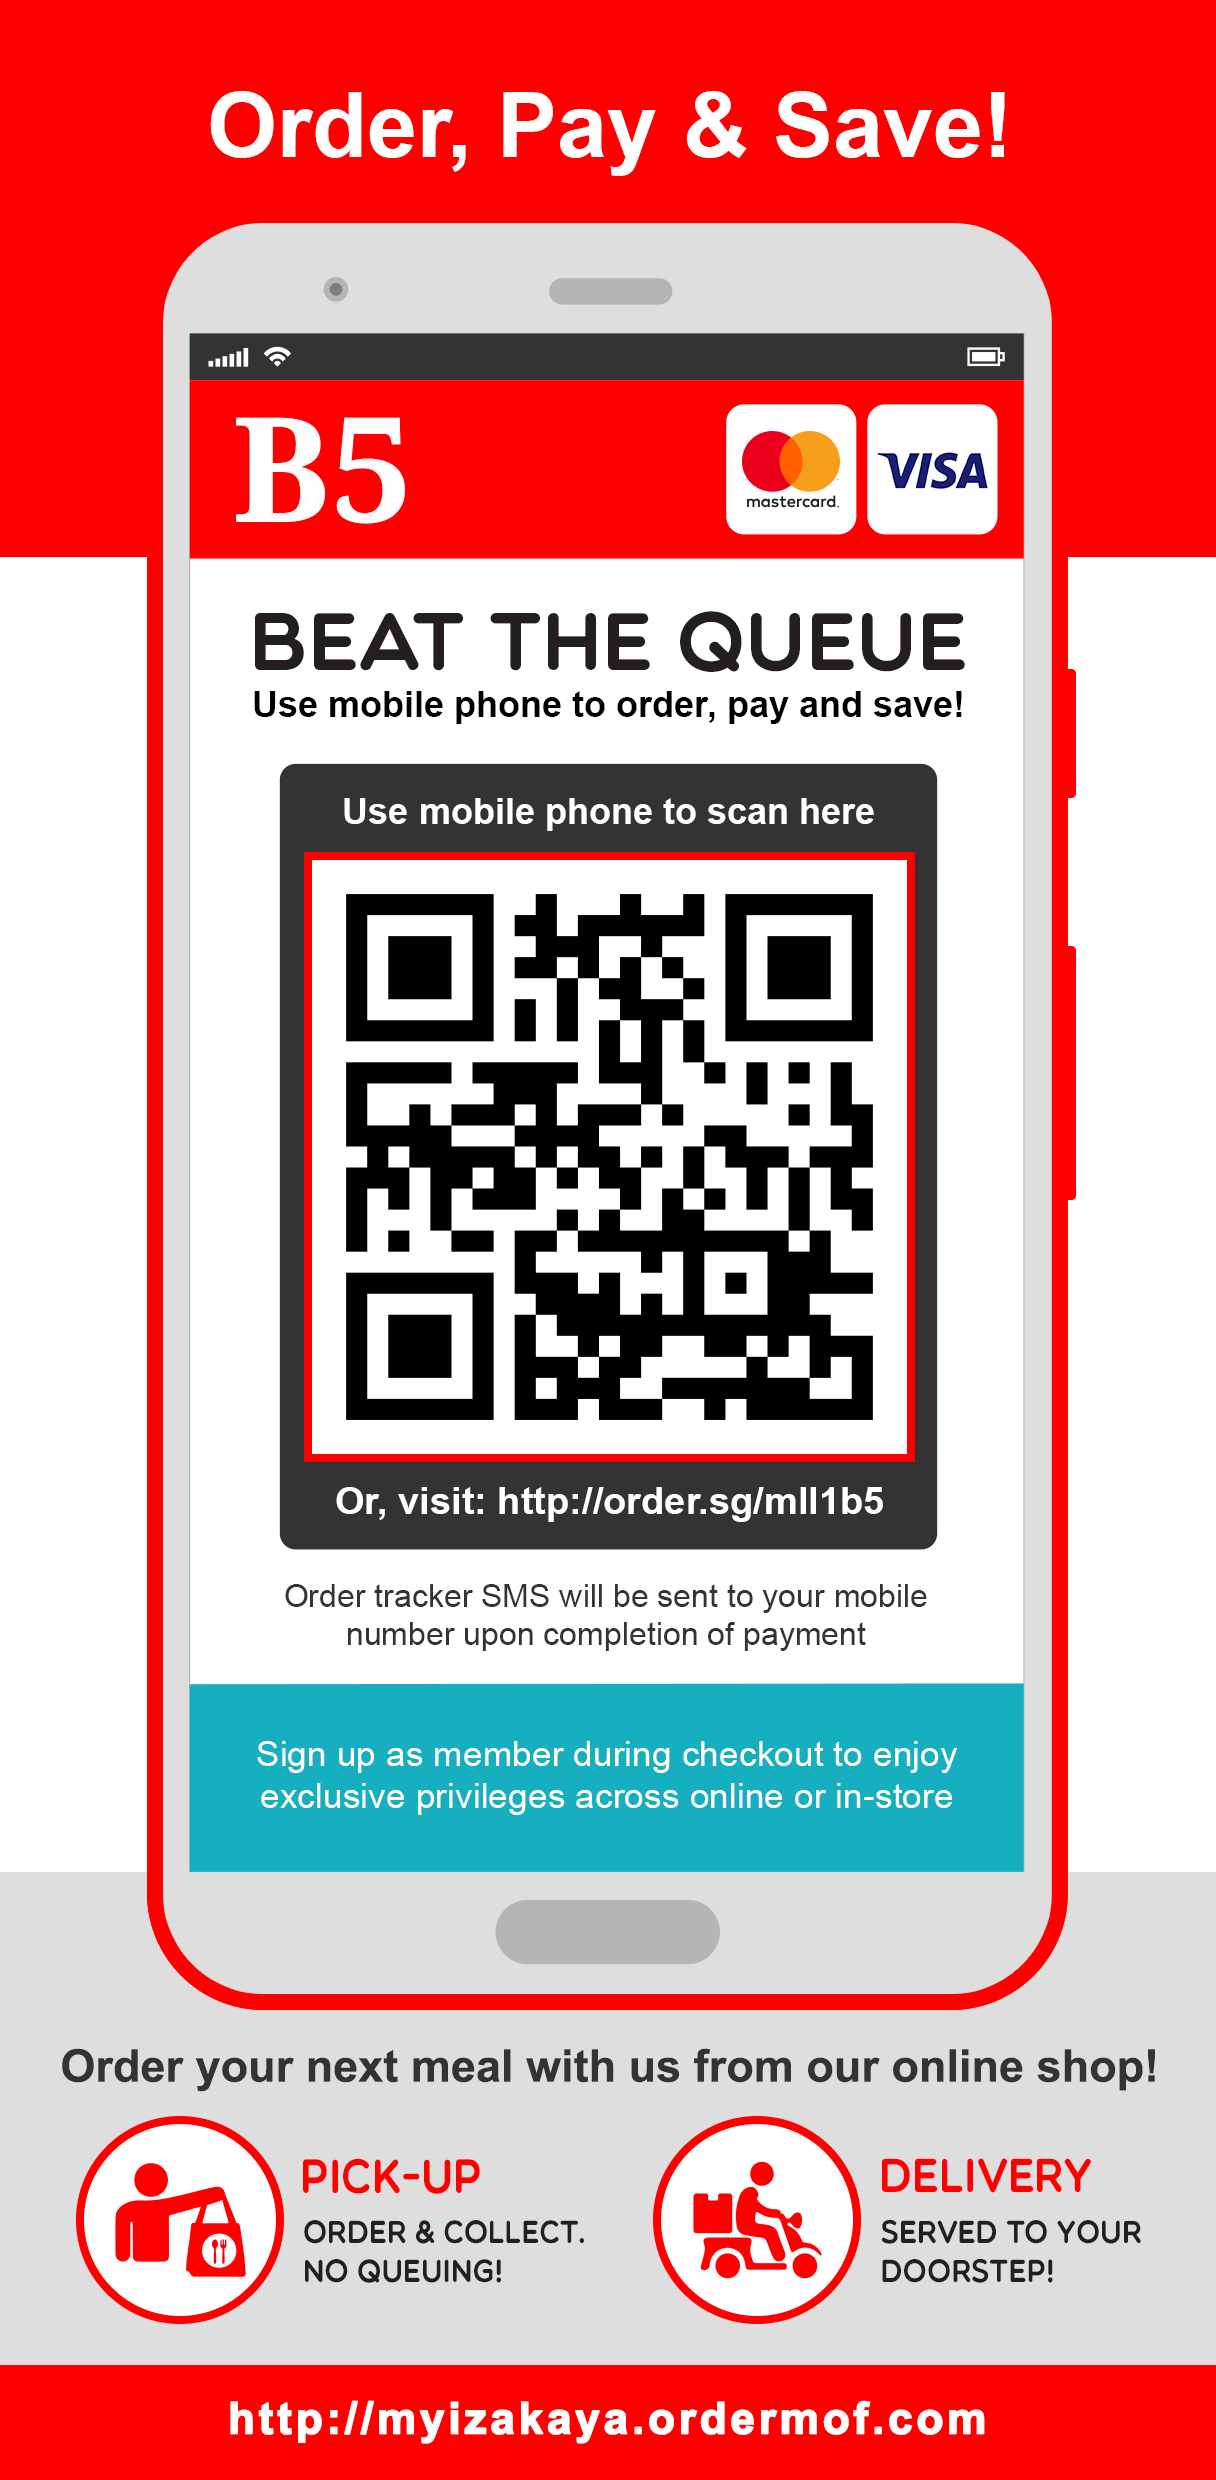 Order, Pay & Save!
B5
mastercard.
VISA
BEAT THE QUEUE
Use mobile phone to order, pay and save!
Use mobile phone to scan here
Or, visit: http://order.sg/mll1b5
Order tracker SMS will be sent to your mobile
number upon completion of payment
Sign up as member during checkout to enjoy
exclusive privileges across online or in-store
Order your next meal with us from our online shop!
PICK-UP
ORDER & COLLECT.
NO QUEUING!
DELIVERY
SERVED TO YOUR
DOORSTEP!
http://myizakaya.ordermof.com